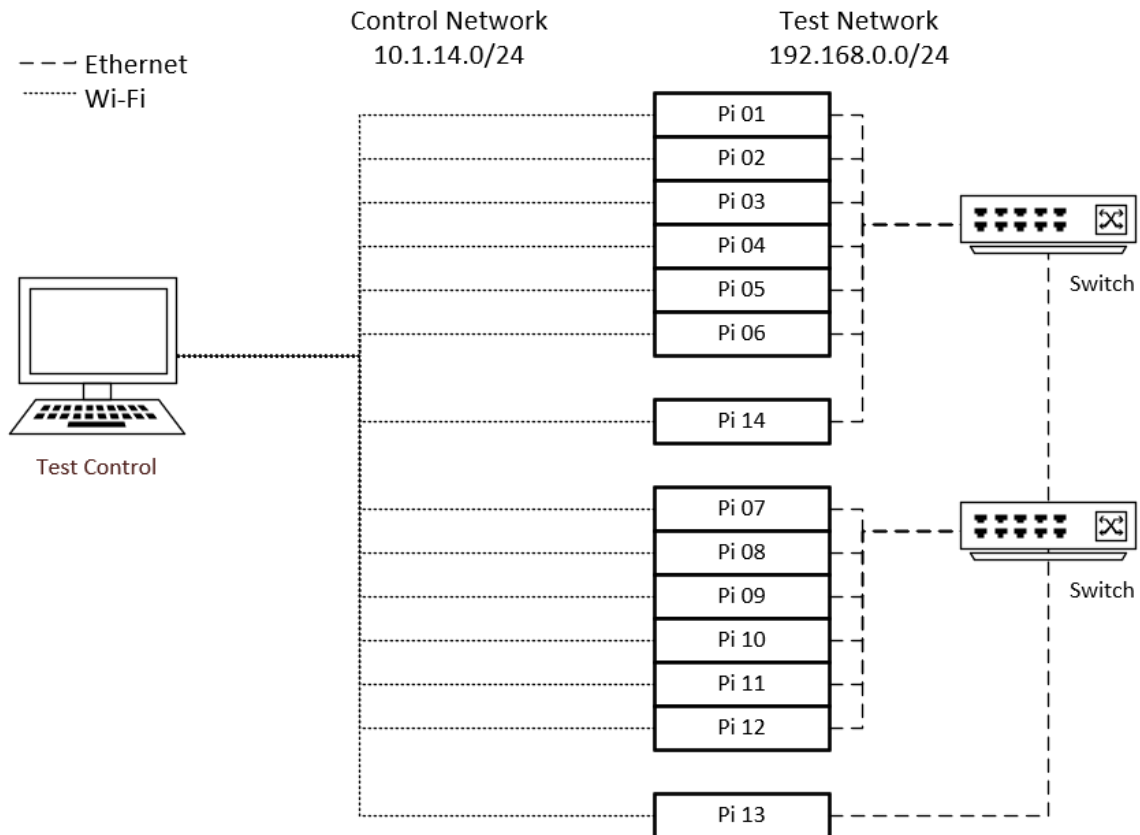 Control Network
10.1.14.0/24
Test Network
192.168.0.0/24
Ethernet
Wi-Fi
Pi 01
Pi 02
Pi 03
Pi 04
Pi 05
Pi 06
Switch
Pi 14
Test Control
Pi 07
Pi 08
Pi 09
Switch
Pi 10
Pi 11
Pi 12
Pi 13